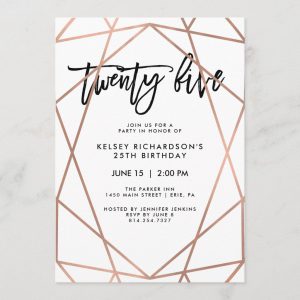 twenty five
JOIN US FOR A
PARTY IN HONOR OF
KELSEY RICHARDSON'S
25TH BIRTHDAY
JUNE 15 | 2:00 PM
THE PARKER INN
1450 MAIN STREET | ERIE, PA
HOSTED BY JENNIFER JENKINS
RSVP BY JUNE 6
814.254.7327